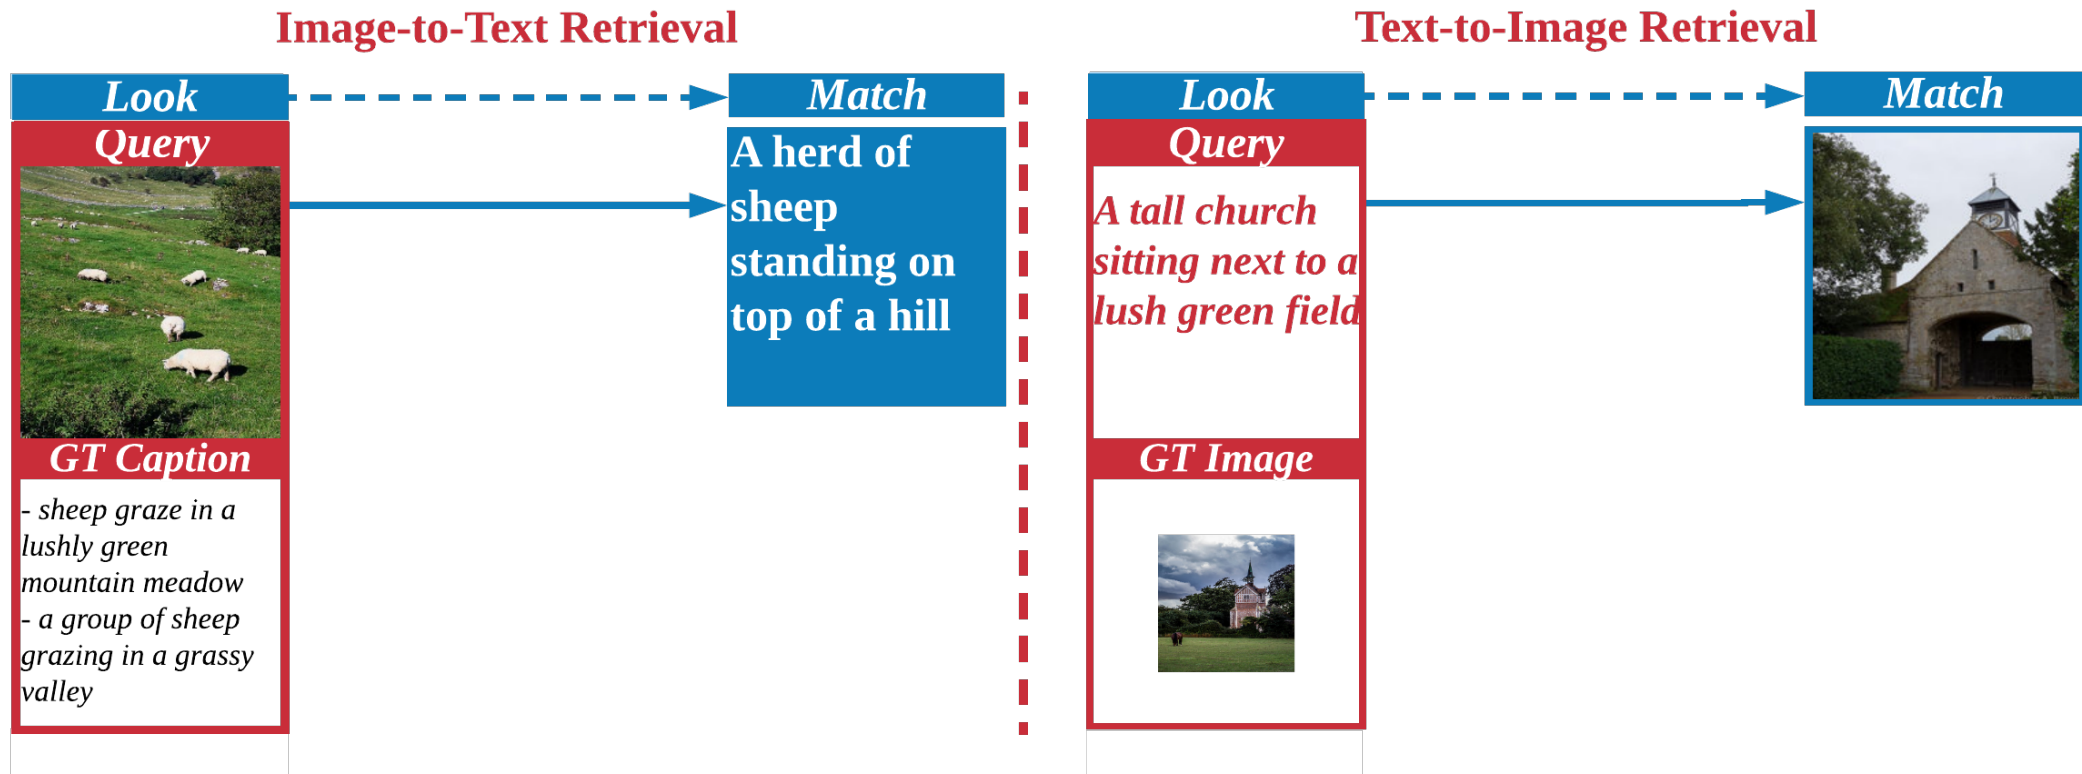 Image-to-Text Retrieval
Look
Match
Query
A herd of
sheep
standing on
top of a hill
GT Caption
- sheep graze in a
lushly green
mountain meadow
- a group of sheep
grazing in a grassy
valley
Text-to-Image Retrieval
Look
Match
Query
A tall church
sitting next to a
lush green field
GT Image